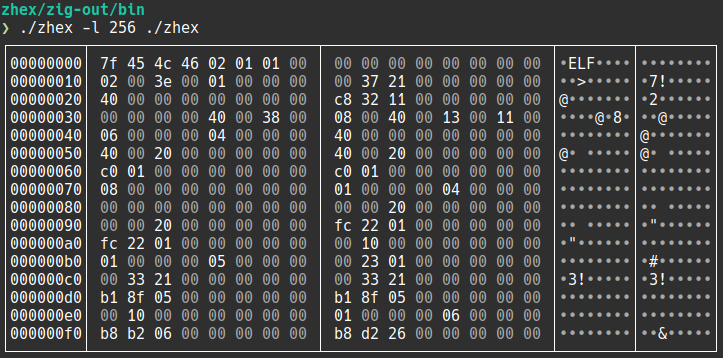 zhex/zig-out/bin
❯ ./zhex -l 256 ./zhex
00000000 7f 45 4c 46 02 01 01 00 00 00 00 00 00 00 00 00 •ELF•••• ••••••••
00000010 02 00 3e 00 01 00 00 00 00 37 21 00 00 00 00 00 ••>••••• •7!•••••
00000020 40 00 00 00 00 00 00 00 c8 32 11 00 00 00 00 00 @••••••• •2••••••
00000030 00 00 00 00 40 00 38 00 08 00 40 00 13 00 11 00 ••••@•8• ••@•••••
00000040 06 00 00 00 04 00 00 00 40 00 00 00 00 00 00 00 •••••••• @•••••••
00000050 40 00 20 00 00 00 00 00 40 00 20 00 00 00 00 00 @• ••••• @• •••••
00000060 c0 01 00 00 00 00 00 00 c0 01 00 00 00 00 00 00 •••••••• ••••••••
00000070 08 00 00 00 00 00 00 00 01 00 00 00 04 00 00 00 •••••••• ••••••••
00000080 00 00 00 00 00 00 00 00 00 00 20 00 00 00 00 00 •••••••• •• •••••
00000090 00 00 20 00 00 00 00 00 fc 22 01 00 00 00 00 00 •• ••••• •"••••••
000000a0 fc 22 01 00 00 00 00 00 00 10 00 00 00 00 00 00 •"•••••• ••••••••
000000b0 01 00 00 00 05 00 00 00 00 23 01 00 00 00 00 00 •••••••• •#••••••
000000c0 00 33 21 00 00 00 00 00 00 33 21 00 00 00 00 00 •3!••••• •3!•••••
000000d0 b1 8f 05 00 00 00 00 00 b1 8f 05 00 00 00 00 00 •••••••• ••••••••
000000e0 00 10 00 00 00 00 00 00 01 00 00 00 06 00 00 00 •••••••• ••••••••
000000f0 b8 b2 06 00 00 00 00 00 b8 d2 26 00 00 00 00 00 •••••••• ••&•••••